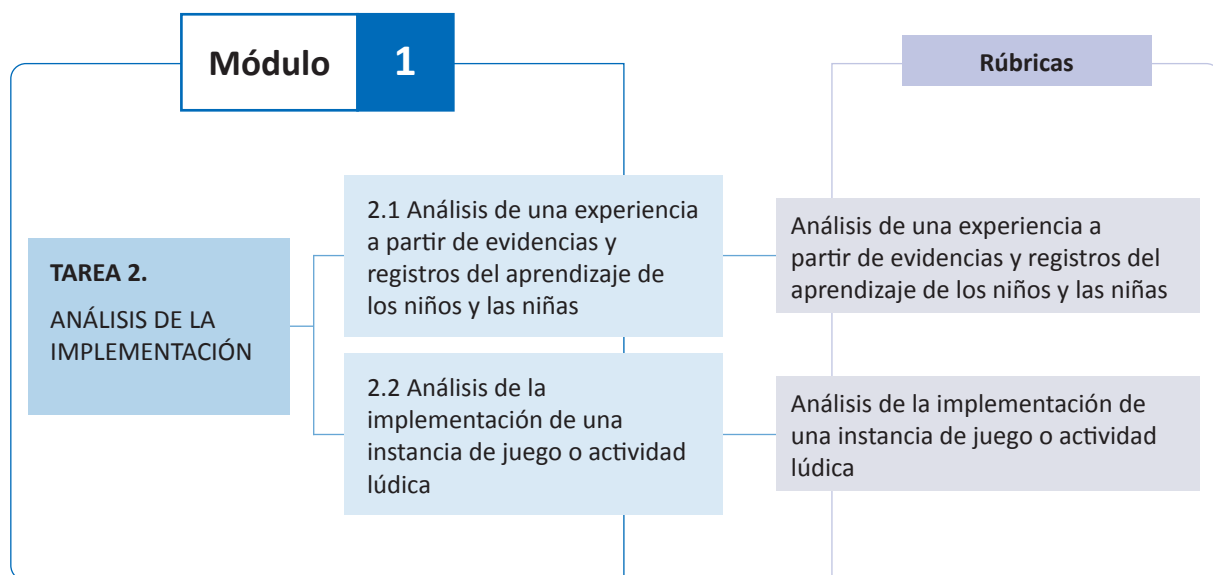 Módulo 1
Rúbricas
TAREA 2.
ANÁLISIS DE LA
IMPLEMENTACIÓN
2.1 Análisis de una experiencia
a partir de evidencias y
registros del aprendizaje de
los niños y las niñas
Análisis de una experiencia a
partir de evidencias y registros del
aprendizaje de los niños y las niñas
2.2 Análisis de la
implementación de una
instancia de juego o actividad
lúdica
Análisis de la implementación de
una instancia de juego o actividad
lúdica